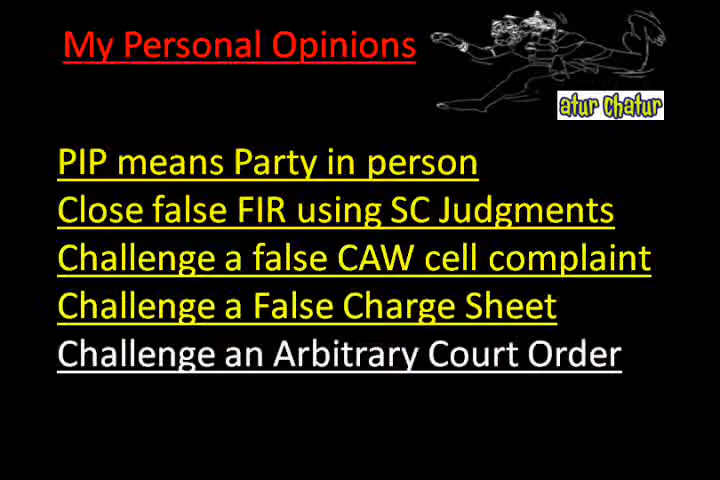 My Personal Opinions
atur chatur
PIP means Party in person
Close false FIR using SC Judgments
Challenge a false CAW cell complaint
Challenge a False Charge Sheet
Challenge an Arbitrary Court Order